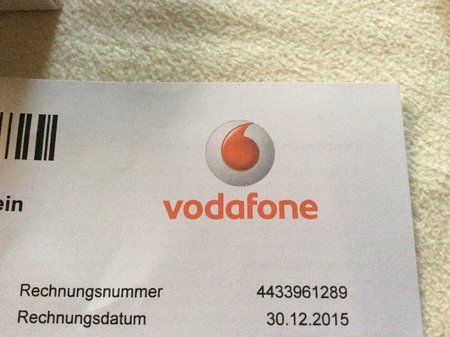 ein
vodafone
Rechnungsnummer 4433961289
Rechnungsdatum 30.12.2015